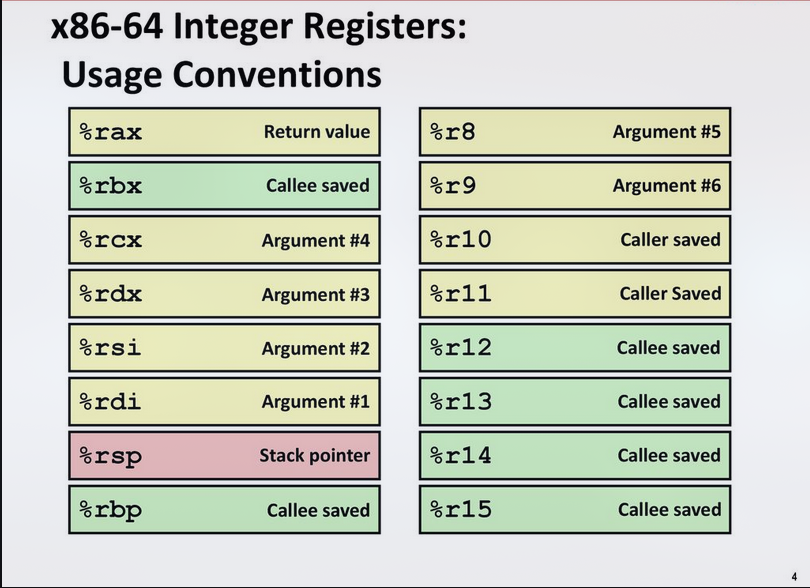 x86-64 Integer Registers:
Usage Conventions
%rax Return value
%rbx Callee saved
%rcx Argument #4
%rdx Argument #3
%rsi Argument #2
%rdi Argument #1
%rsp Stack pointer
%rbp Callee saved
%r8 Argument #5
%r9 Argument #6
%r10 Caller saved
%r11 Caller Saved
%r12 Callee saved
%r13 Callee saved
%r14 Callee saved
%r15 Callee saved
4